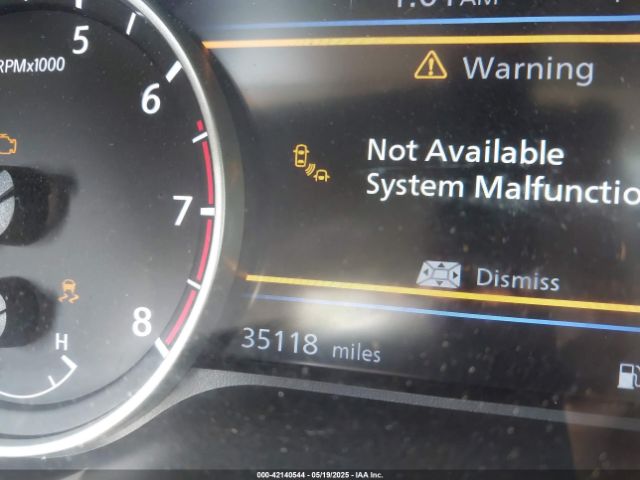 5
RPMx1000
6
7
8
H
AM
Warning
Not Available
System Malfunctio
Dismiss
35118 miles
000-42140544 - 05/19/2025 - IAA Inc.